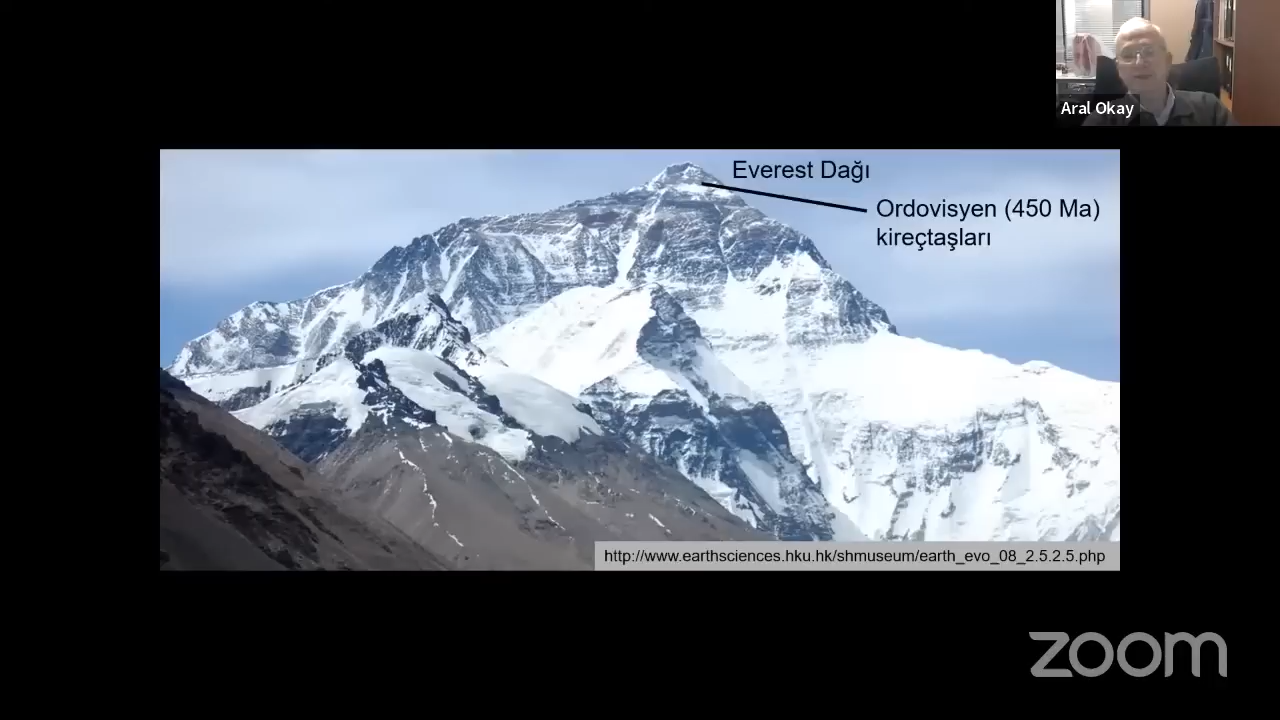 Aral Okay
Everest Dağı
Ordovisyen (450 Ma)
kireçtaşları
http://www.earthsciences.hku.hk/shmuseum/earth_evo_08_2.5.2.5.php
zoom